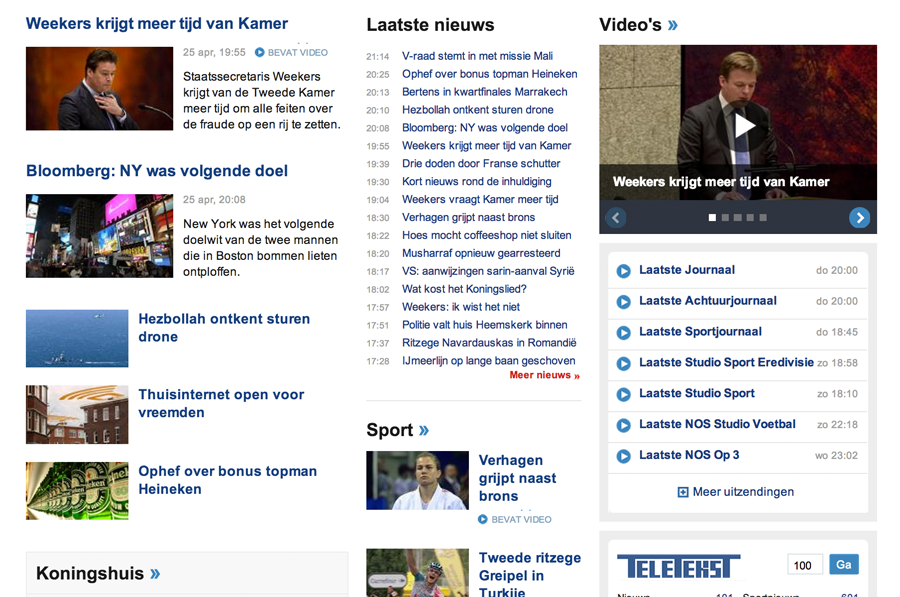 Weekers krijgt meer tijd van Kamer
25 apr, 19:55 BEVAT VIDEO
Staatssecretaris Weekers
krijgt van de Tweede Kamer
meer tijd om alle feiten over
de fraude op een rij te zetten.
Bloomberg: NY was volgende doel
25 apr, 20:08
New York was het volgende
doelwit van de twee mannen
die in Boston bommen lieten
ontploffen.
Hezbollah ontkent sturen
drone
Thuisinternet open voor
vreemden
Ophef over bonus topman
Heineken
Koningshuis »
Laatste nieuws
21:14 V-raad stemt in met missie Mali
20:25 Ophef over bonus topman Heineken
20:13 Bertens in kwartfinales Marrakech
20:10 Hezbollah ontkent sturen drone
20:08 Bloomberg: NY was volgende doel
19:55 Weekers krijgt meer tijd van Kamer
19:39 Drie doden door Franse schutter
19:30 Kort nieuws rond de inhuldiging
19:04 Weekers vraagt Kamer meer tijd
18:30 Verhagen grijpt naast brons
18:22 Hoes mocht coffeeshop niet sluiten
18:20 Musharraf opnieuw gearresteerd
18:17 VS: aanwijzingen sarin-aanval Syrië
18:02 Wat kost het Koningslied?
17:57 Weekers: ik wist het niet
17:51 Politie valt huis Heemskerk binnen
17:37 Ritzege Navardauskas in Romandië
17:28 IJmeerlijn op lange baan geschoven
Meer nieuws »
Sport »
Verhagen
grijpt naast
brons
BEVAT VIDEO
Tweede ritzege
Greipel in
Turkije
Carrefour
Video's »
Weekers krijgt meer tijd van Kamer
Laatste Journaal do 20:00
Laatste Achtuurjournaal do 20:00
Laatste Sportjournaal do 18:45
Laatste Studio Sport Eredivisie zo 18:58
Laatste Studio Sport zo 18:10
Laatste NOS Studio Voetbal zo 22:18
Laatste NOS Op 3 wo 23:02
Meer uitzendingen
TELETEKST 100 Ga
Nieuws 101 Sportnieuws 601